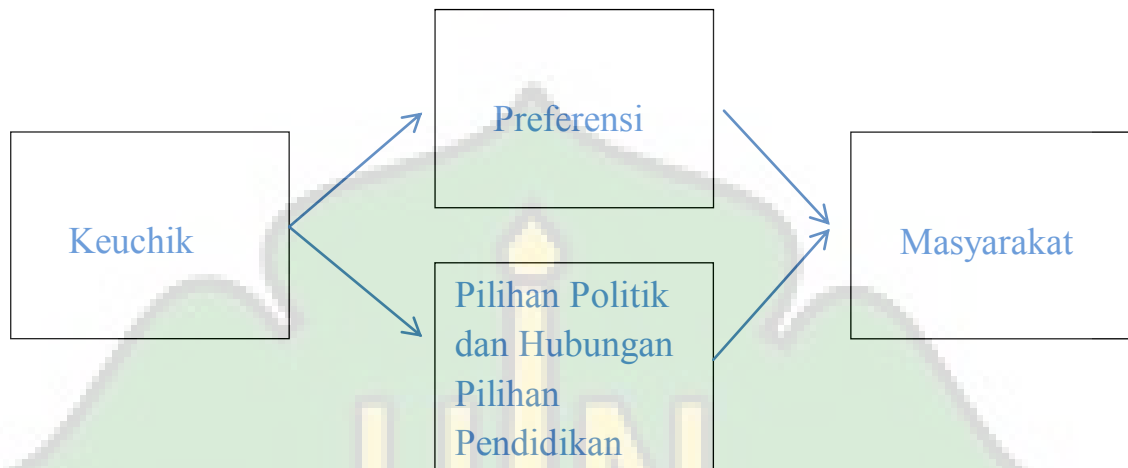 Preferensi
Keuchik
Masyarakat
Pilihan Politik
dan Hubungan
Pilihan
Pendidikan